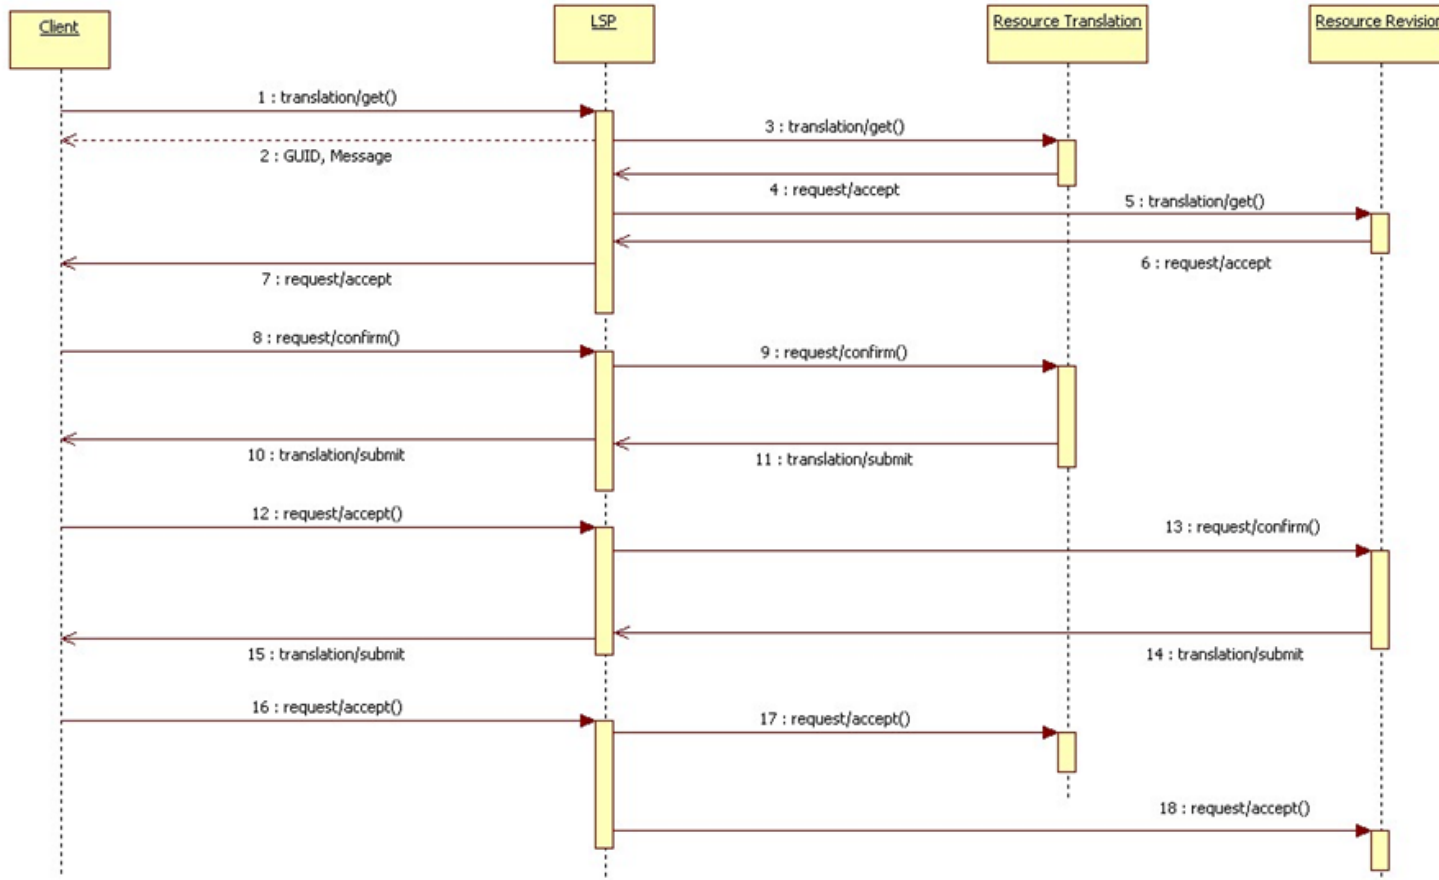 Client
LSP
Resource Translation
Resource Revision
1 : translation/get()
3 : translation/get()
2 : GUID, Message
4 : request/accept
5 : translation/get()
6 : request/accept
7 : request/accept
8 : request/confirm()
9 : request/confirm()
10 : translation/submit
11 : translation/submit
12 : request/accept()
13 : request/confirm()
15 : translation/submit
14 : translation/submit
16 : request/accept()
17 : request/accept()
18 : request/accept()